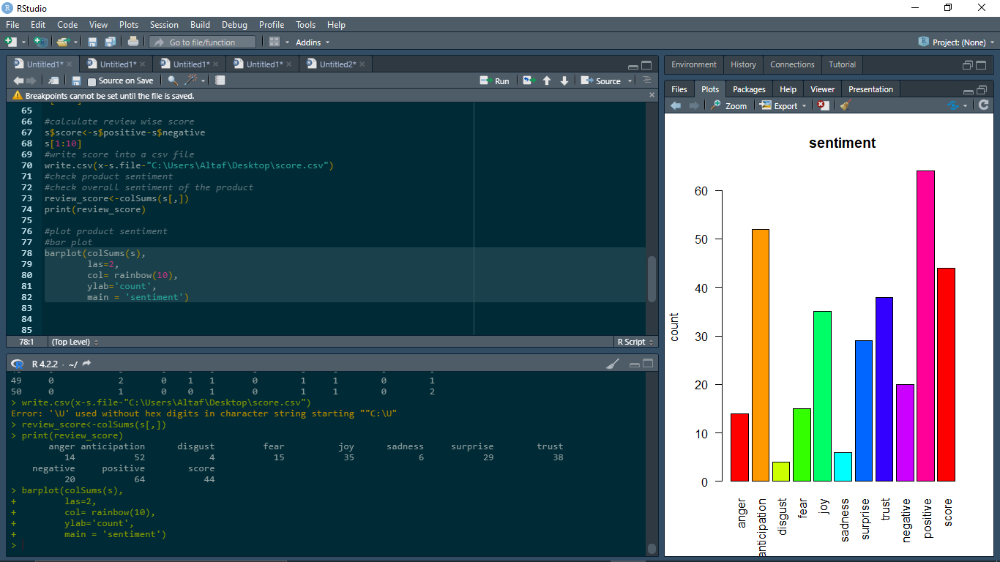 RStudio
File Edit Code View Plots Session Build Debug Profile Tools Help
Go to file/function Addins Project: (None)
Untitled1* Untitled1* Untitled1* Untitled1* Untitled2*
Source on Save Run Source
Breakpoints cannot be set until the file is saved.
65
66 #calculate review wise score
67 s$score<-s$positive-s$negative
68 s[1:10]
69 #write score into a csv file
70 write.csv(x-s.file-"C:\Users\Altaf\Desktop\score.csv")
71 #check product sentiment
72 #check overall sentiment of the product
73 review_score<-colSums(s[,])
74 print(review_score)
75
76 #plot product sentiment
77 #bar plot
78 barplot(colSums(s),
79 las=2,
80 col= rainbow(10),
81 ylab='count',
82 main = 'sentiment')
83
84
85
78:1 (Top Level) R Script
R 4.2.2 · ~/
49 0 2 0 1 1 0 1 1 0 1
50 0 1 0 0 1 0 1 1 0 2
> write.csv(x-s.file-"C:\Users\Altaf\Desktop\score.csv")
Error: '\U' used without hex digits in character string starting ""C:\U"
> review_score<-colSums(s[,])
> print(review_score)
anger anticipation disgust fear joy sadness surprise trust
14 52 4 15 35 6 29 38
negative positive score
20 64 44
> barplot(colSums(s),
+ las=2,
+ col= rainbow(10),
+ ylab='count',
+ main = 'sentiment')
>
Environment History Connections Tutorial
Files Plots Packages Help Viewer Presentation
Zoom Export
sentiment
count
60
50
40
30
20
10
0
anger
anticipation
disgust
fear
joy
sadness
surprise
trust
negative
positive
score